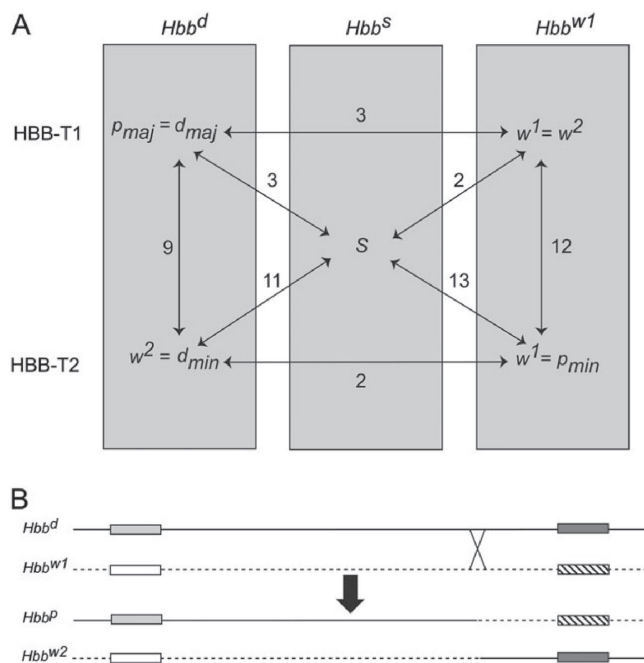 A
Hbb^d Hbb^s Hbb^w1
HBB-T1 p_maj = d_maj 3 w^1 = w^2
3 2
9 S 12
11 13
HBB-T2 w^2 = d_min 2 w^1 = p_min
B
Hbb^d
Hbb^w1
Hbb^p
Hbb^w2